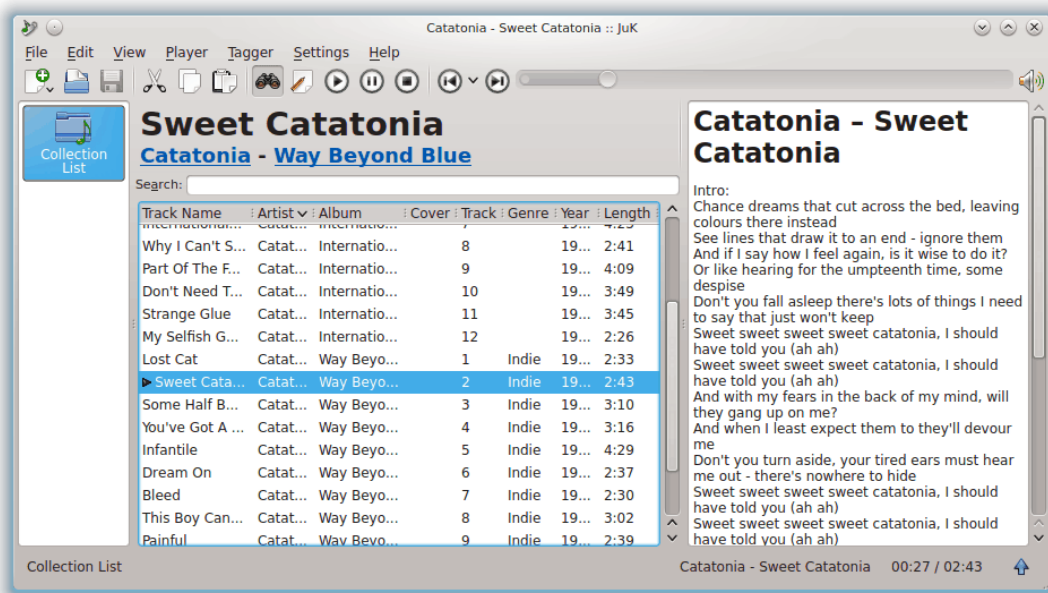 Catatonia - Sweet Catatonia :: JuK
File Edit View Player Tagger Settings Help
Collection List
Sweet Catatonia
Catatonia - Way Beyond Blue
Search:
Track Name Artist Album Cover Track Genre Year Length
Why I Can't S... Catat... Internatio... 8 19... 2:41
Part Of The F... Catat... Internatio... 9 19... 4:09
Don't Need T... Catat... Internatio... 10 19... 3:49
Strange Glue Catat... Internatio... 11 19... 3:45
My Selfish G... Catat... Internatio... 12 19... 2:26
Lost Cat Catat... Way Beyo... 1 Indie 19... 2:33
Sweet Cata... Catat... Way Beyo... 2 Indie 19... 2:43
Some Half B... Catat... Way Beyo... 3 Indie 19... 3:10
You've Got A ... Catat... Way Beyo... 4 Indie 19... 3:16
Infantile Catat... Way Beyo... 5 Indie 19... 4:29
Dream On Catat... Way Beyo... 6 Indie 19... 2:37
Bleed Catat... Way Beyo... 7 Indie 19... 2:30
This Boy Can... Catat... Way Beyo... 8 Indie 19... 3:02
Painful Catat... Way Beyo... 9 Indie 19... 2:39
Catatonia – Sweet
Catatonia
Intro:
Chance dreams that cut across the bed, leaving
colours there instead
See lines that draw it to an end - ignore them
And if I say how I feel again, is it wise to do it?
Or like hearing for the umpteenth time, some
despise
Don't you fall asleep there's lots of things I need
to say that just won't keep
Sweet sweet sweet sweet catatonia, I should
have told you (ah ah)
Sweet sweet sweet sweet catatonia, I should
have told you (ah ah)
And with my fears in the back of my mind, will
they gang up on me?
And when I least expect them to they'll devour
me
Don't you turn aside, your tired ears must hear
me out - there's nowhere to hide
Sweet sweet sweet sweet catatonia, I should
have told you (ah ah)
Sweet sweet sweet sweet catatonia, I should
have told you (ah ah)
Collection List
Catatonia - Sweet Catatonia 00:27 / 02:43